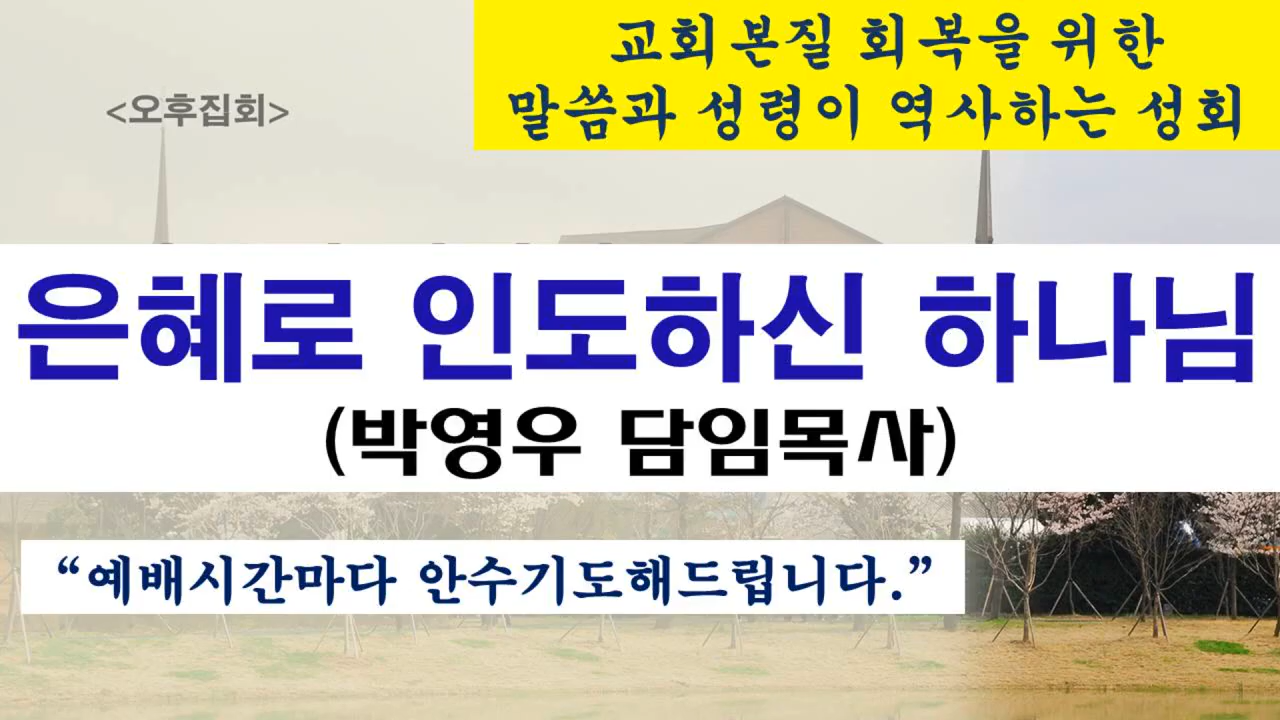 교회본질 회복을 위한
말씀과 성령이 역사하는 성회
<오후집회>
은혜로 인도하신 하나님
(박영우 담임목사)
“예배시간마다 안수기도해드립니다.”